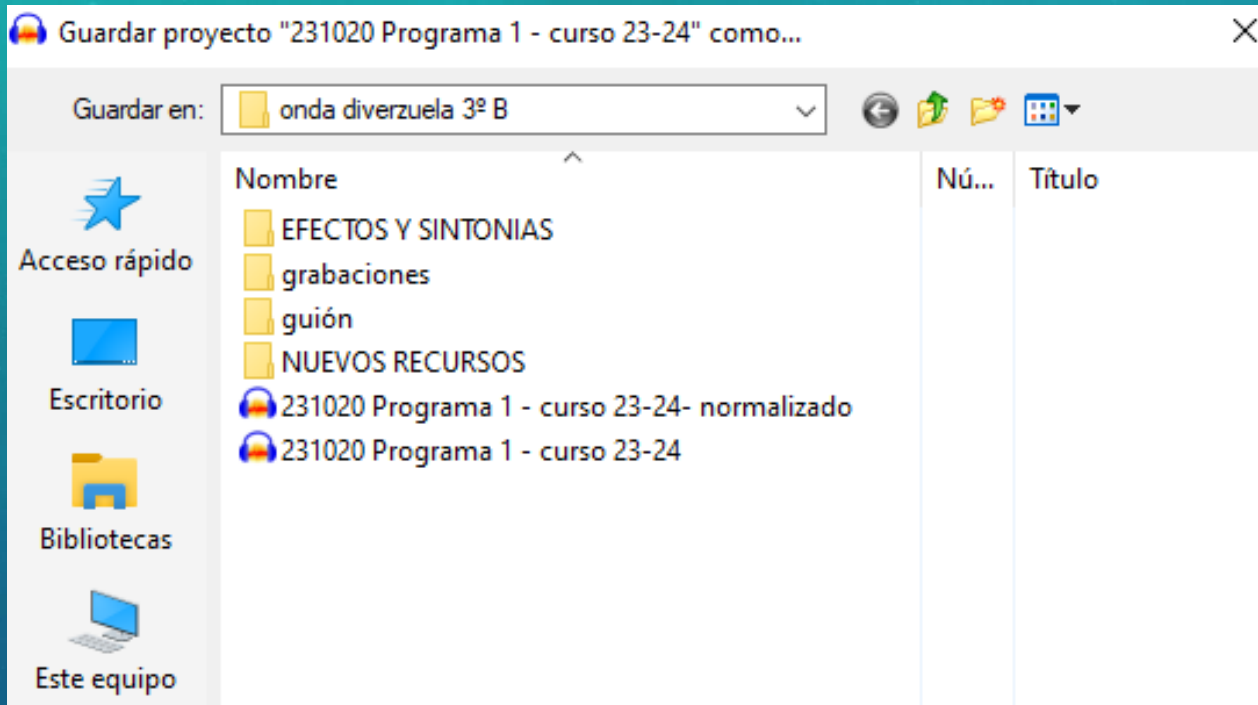 Guardar proyecto "231020 Programa 1 - curso 23-24" como...
Guardar en:
onda diverzuela 3º B
Nombre
Nú...
Título
Acceso rápido
Escritorio
Bibliotecas
Este equipo
EFECTOS Y SINTONIAS
grabaciones
guión
NUEVOS RECURSOS
231020 Programa 1 - curso 23-24- normalizado
231020 Programa 1 - curso 23-24